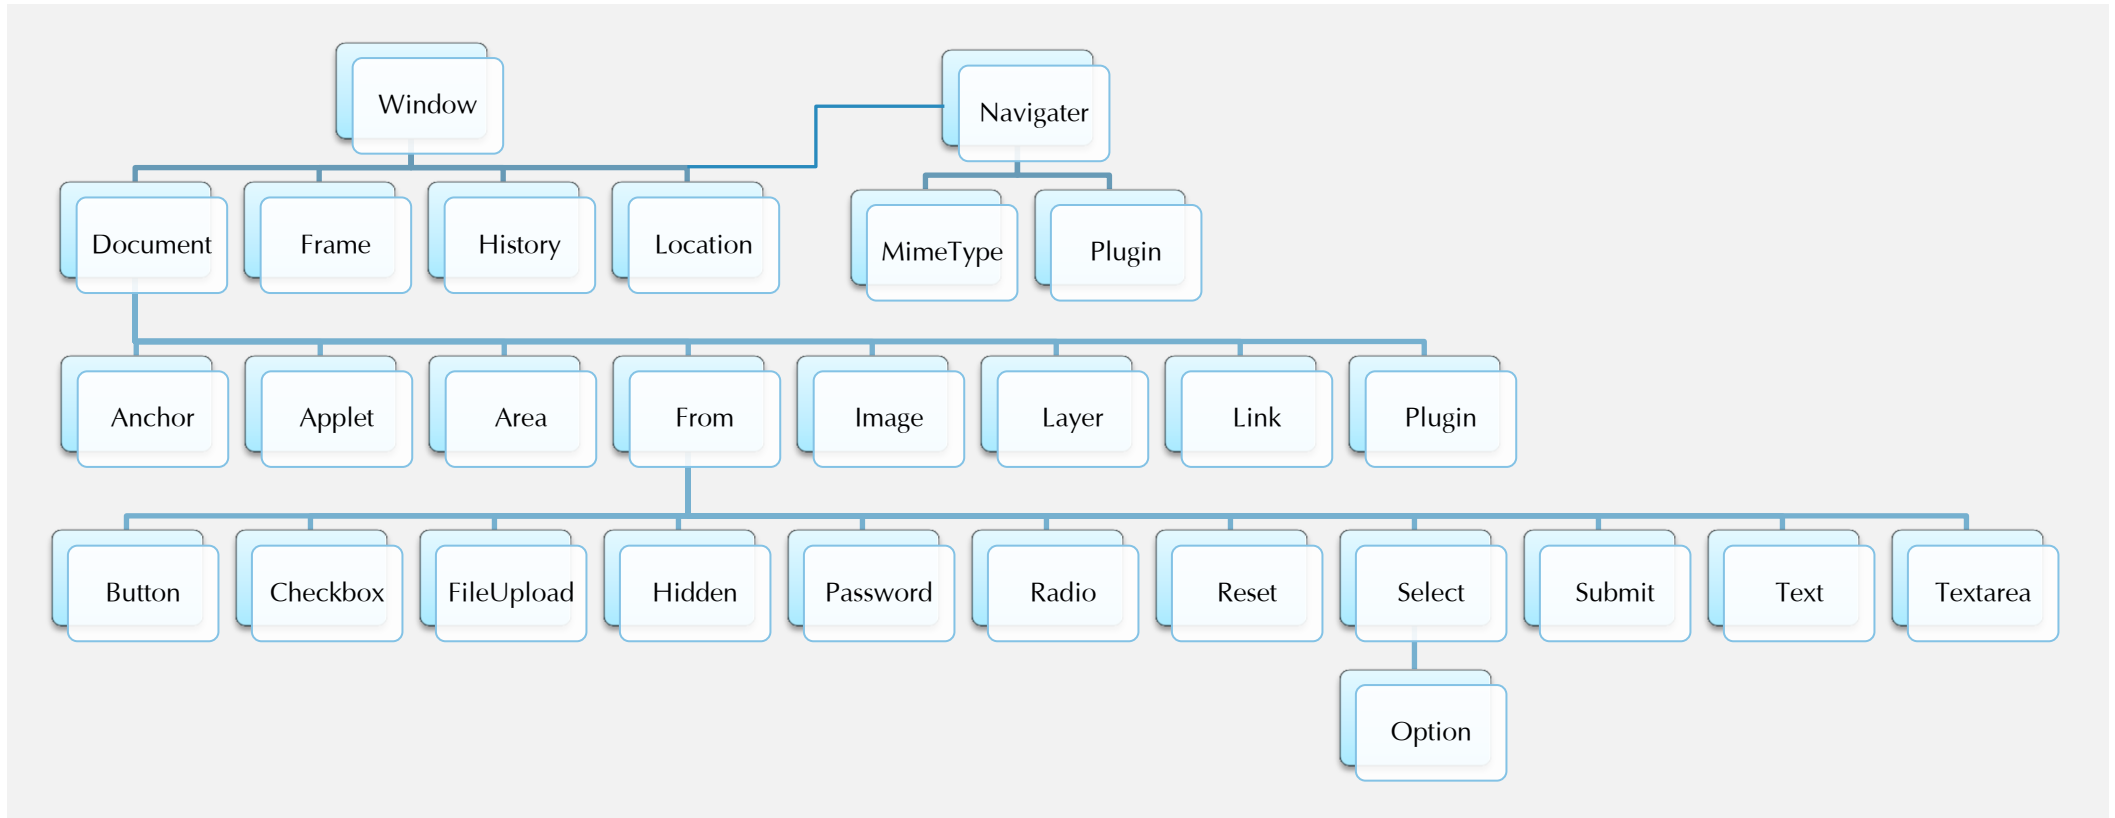 Window
Navigater
Document
Frame
History
Location
MimeType
Plugin
Anchor
Applet
Area
From
Image
Layer
Link
Plugin
Button
Checkbox
FileUpload
Hidden
Password
Radio
Reset
Select
Submit
Text
Textarea
Option